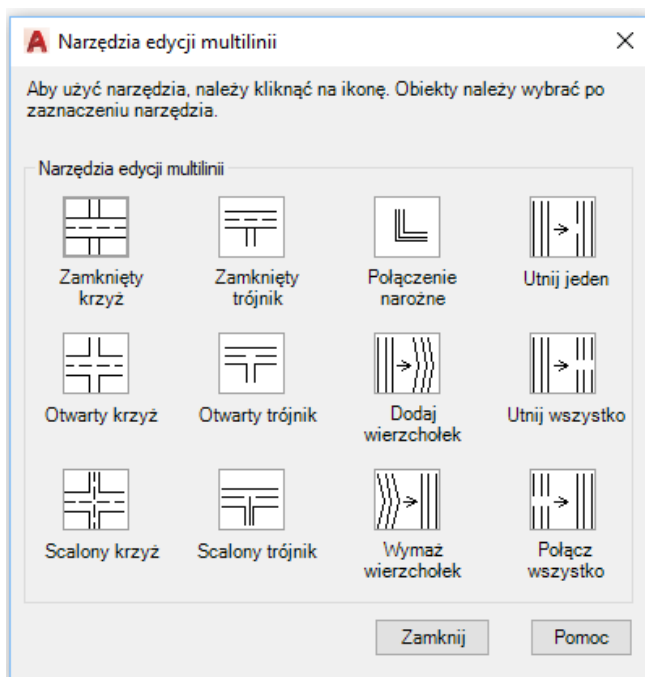 Narzędzia edycji multilinii
Aby użyć narzędzia, należy kliknąć na ikonę. Obiekty należy wybrać po
zaznaczeniu narzędzia.
Narzędzia edycji multilinii
Zamknięty
krzyż
Zamknięty
trójnik
Połączenie
narożne
Utnij jeden
Otwarty krzyż
Otwarty trójnik
Dodaj
wierzchołek
Utnij wszystko
Scalony krzyż
Scalony trójnik
Wymaż
wierzchołek
Połącz
wszystko
Zamknij
Pomoc